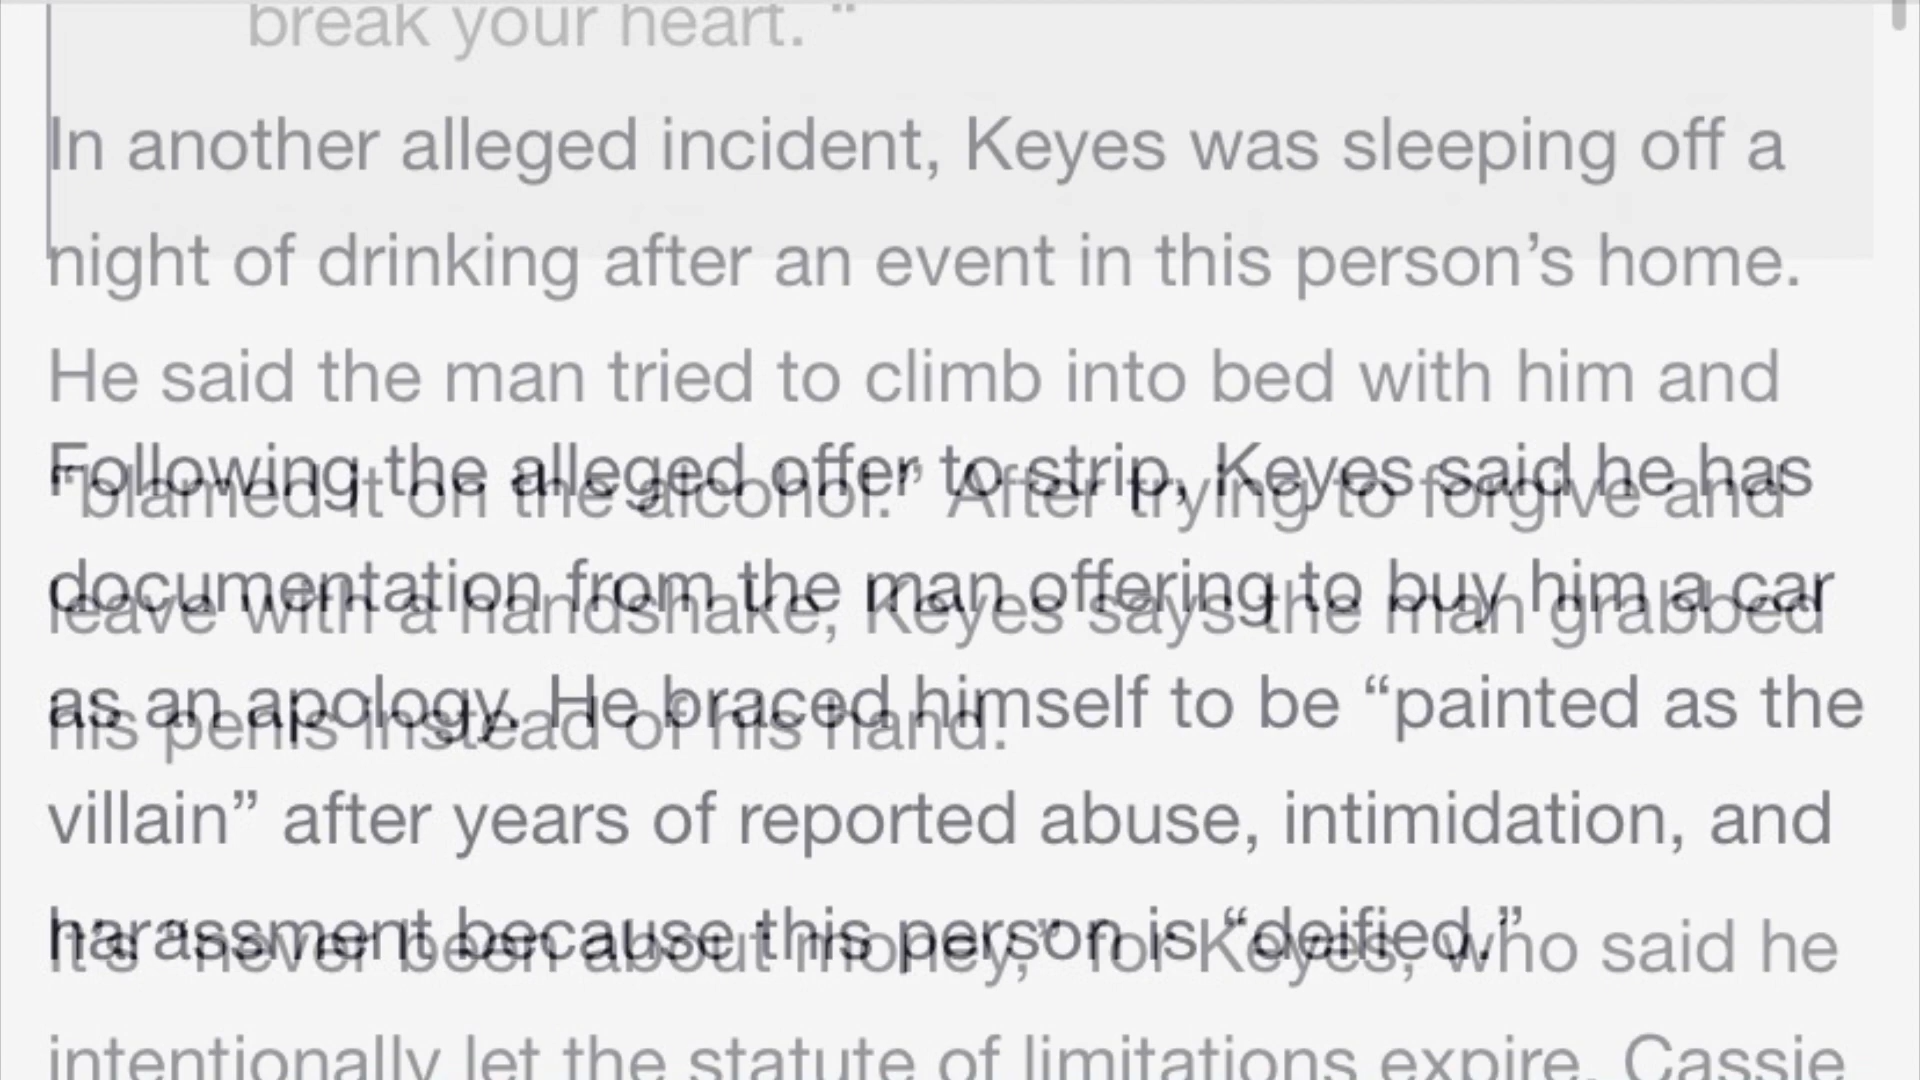 break your heart. "
In another alleged incident, Keyes was sleeping off a
night of drinking after an event in this person’s home.
He said the man tried to climb into bed with him and
“blamed it on the alcohol.” After trying to forgive and
leave with a handshake, Keyes says the man grabbed
his penis instead of his hand.
Following the alleged offer to strip, Keyes said he has
documentation from the man offering to buy him a car
as an apology. He braced himself to be “painted as the
villain” after years of reported abuse, intimidation, and
harassment because this person is “deified.”
It’s “never been about money,” for Keyes, who said he
intentionally let the statute of limitations expire. Cassie